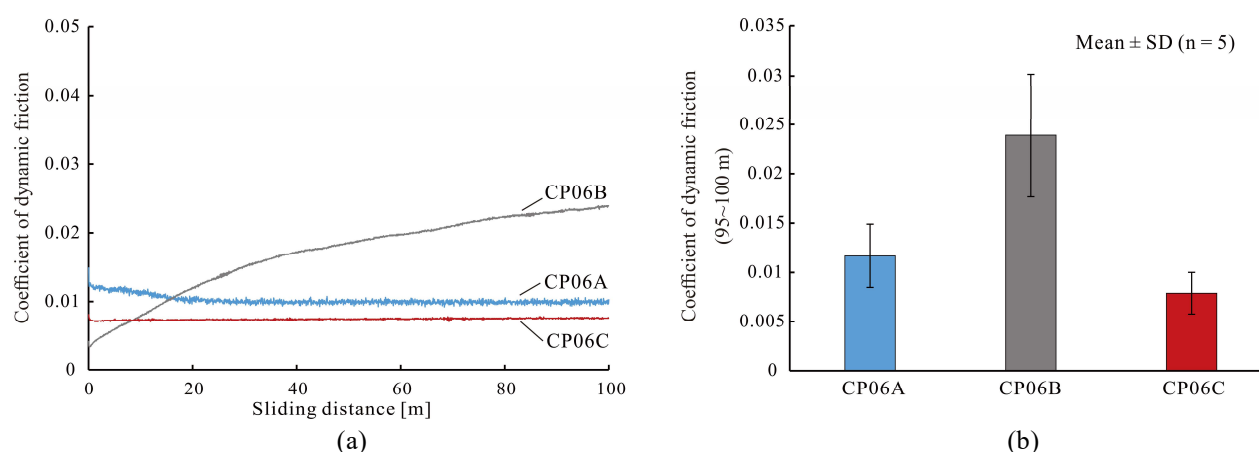 Coefficient of dynamic friction
0.05
0.04
0.03
0.02
0.01
0
CP06B
CP06A
CP06C
0
20
40
60
80
100
Sliding distance [m]
(a)
Coefficient of dynamic friction
(95~100 m)
0.035
0.03
0.025
0.02
0.015
0.01
0.005
0
Mean ± SD (n = 5)
CP06A
CP06B
CP06C
(b)